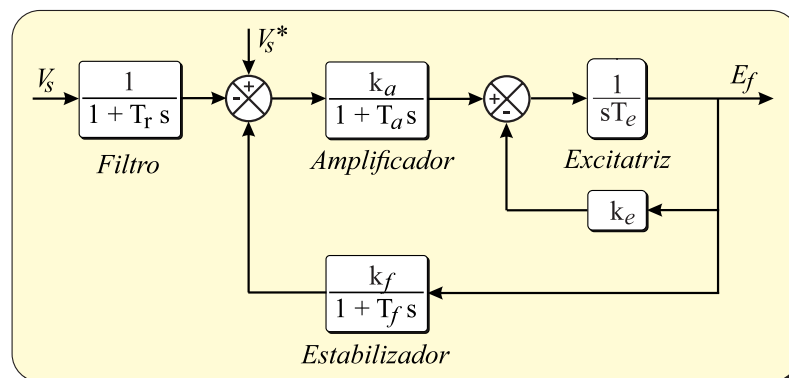 V_s*
V_s
1
1 + T_r s
Filtro
+
-
k_a
1 + T_a s
Amplificador
+
-
1
sT_e
Excitatriz
E_f
k_e
k_f
1 + T_f s
Estabilizador